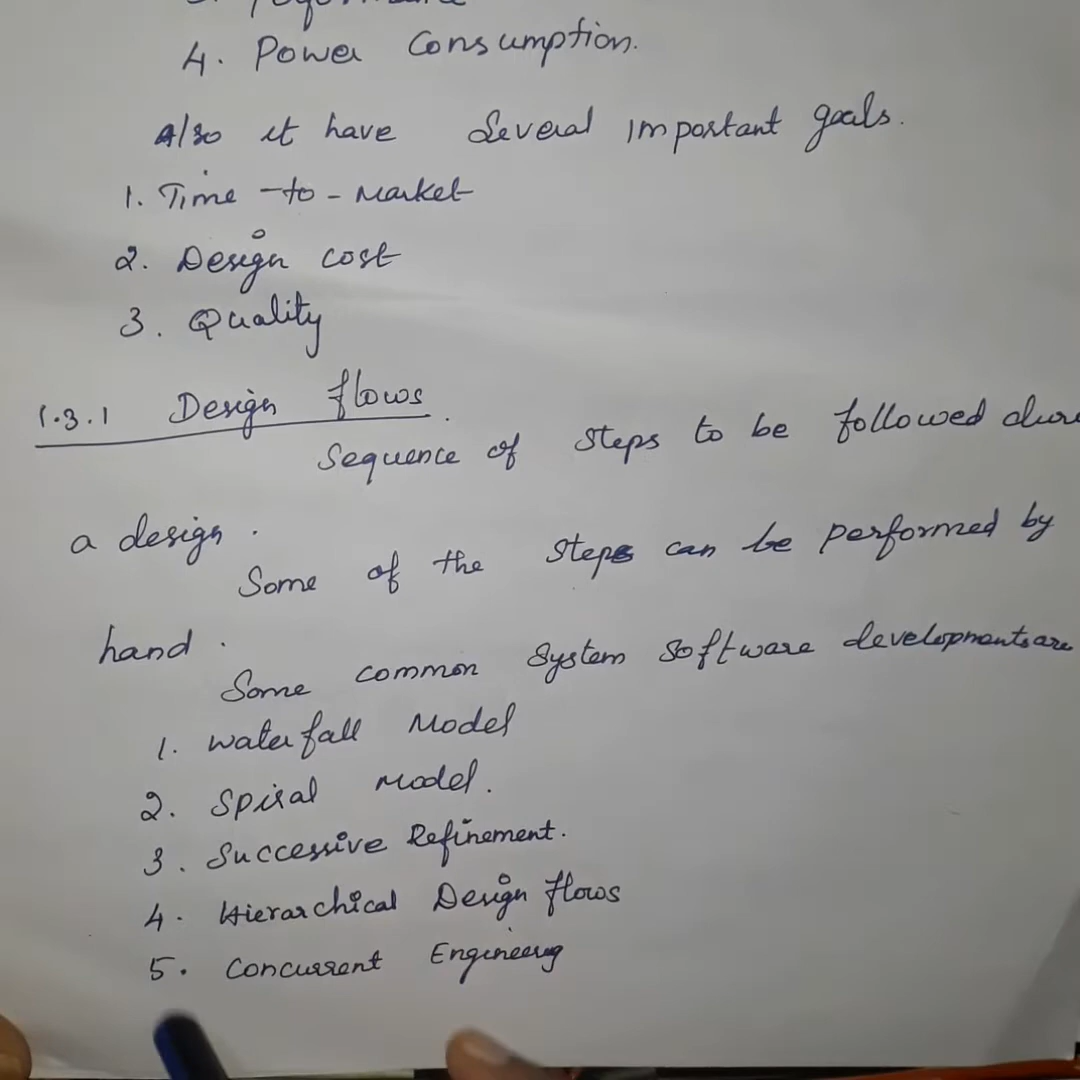 4. Power Consumption.
Also it have several important goals.
1. Time-to-Market
2. Design cost
3. Quality
1.3.1 Design flows.
Sequence of steps to be followed
a design.
Some of the steps can be performed by
hand.
Some common system software developments are
1. Waterfall Model
2. Spiral Model.
3. Successive Refinement.
4. Hierarchical Design flows
5. Concurrent Engineering